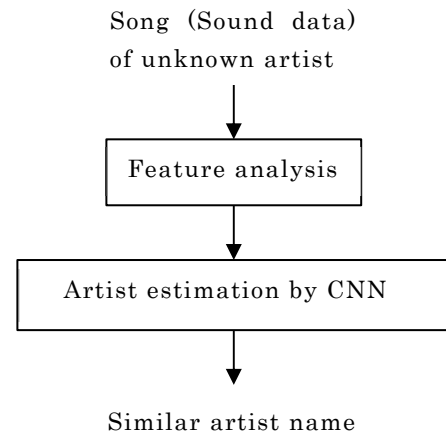 Song (Sound data)
of unknown artist
Feature analysis
Artist estimation by CNN
Similar artist name